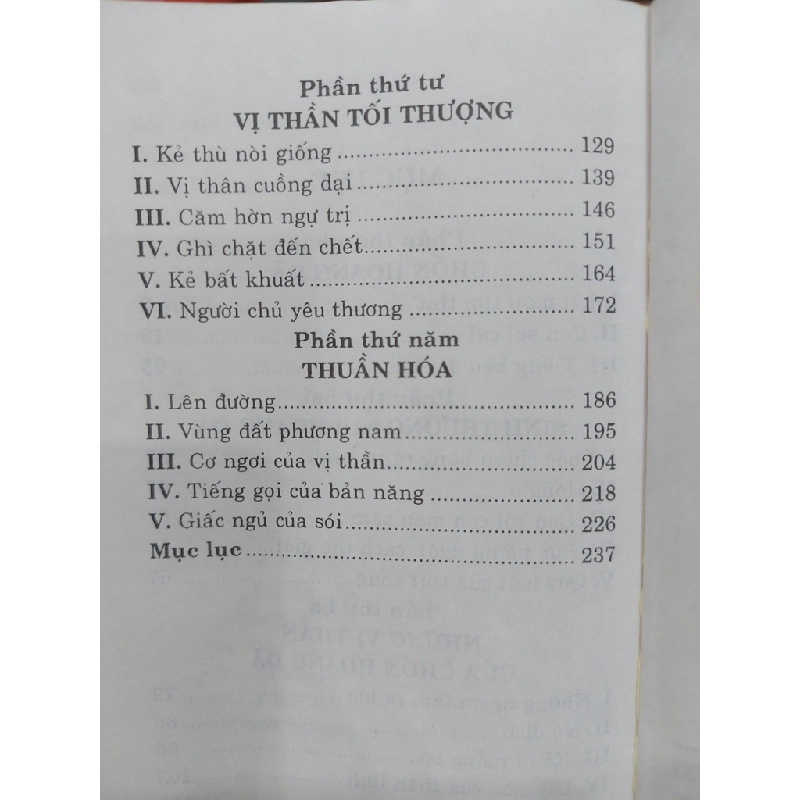 Phần thứ tư
VỊ THẦN TỐI THƯỢNG
I. Kẻ thù nòi giống 129
II. Vị thân cuồng dại 139
III. Căm hờn ngự trị 146
IV. Ghì chặt đến chết 151
V. Kẻ bất khuất 164
VI. Người chủ yêu thương 172
Phần thứ năm
THUẦN HÓA
I. Lên đường 186
II. Vùng đất phương nam 195
III. Cơ ngơi của vị thần 204
IV. Tiếng gọi của bản năng 218
V. Giấc ngủ của sói 226
Mục lục 237